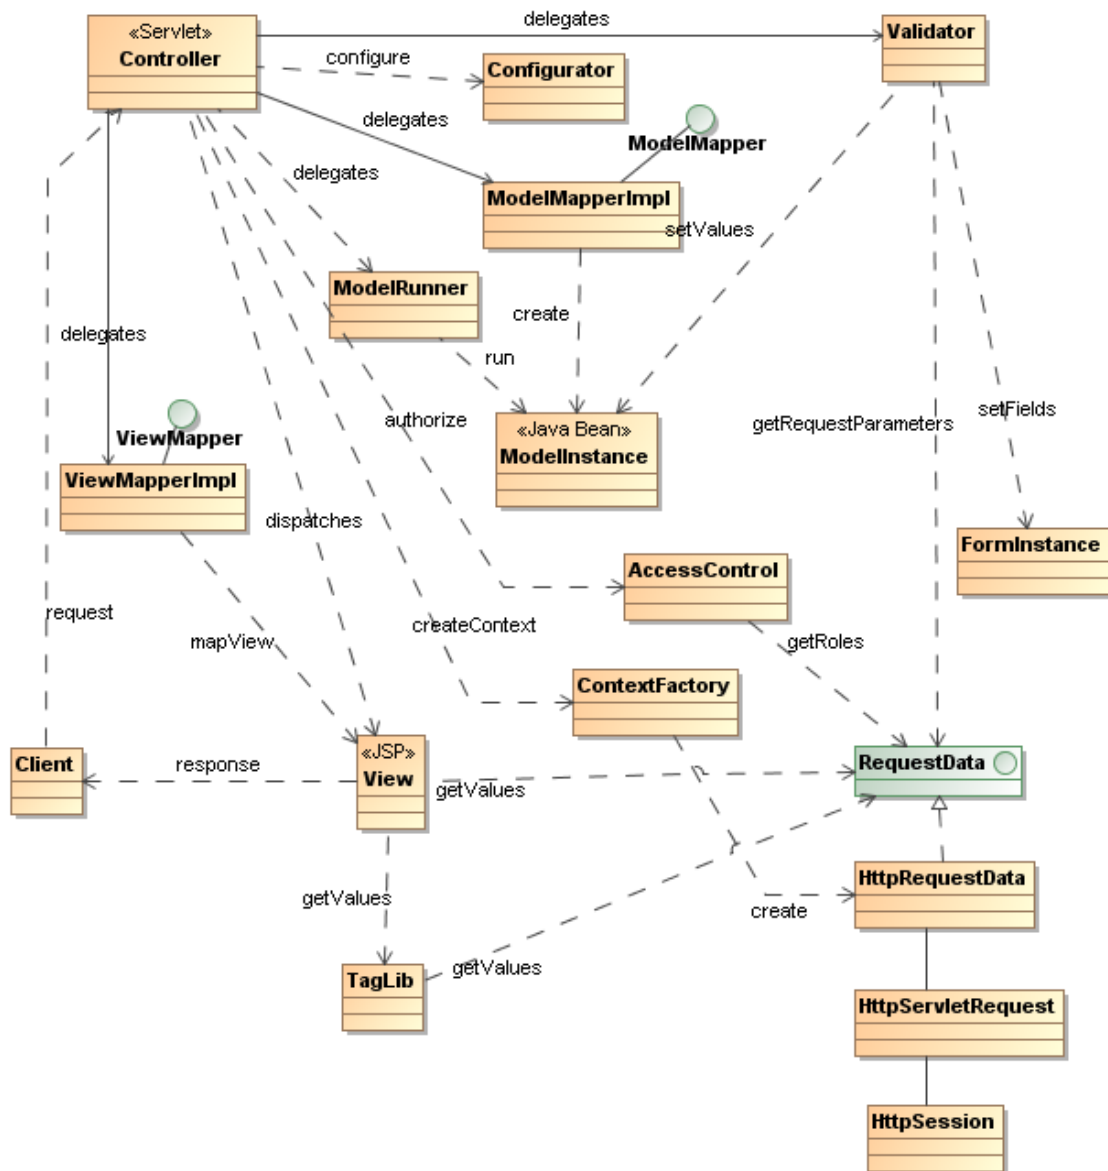 delegates
«Servlet»
Controller
Validator
configure
Configurator
delegates
ModelMapper
delegates
ModelMapperImpl
setValues
ModelRunner
create
delegates
run
ViewMapper
authorize
«Java Bean»
ModelInstance
getRequestParameters
setFields
ViewMapperImpl
dispatches
FormInstance
AccessControl
request
createContext
mapView
getRoles
ContextFactory
Client
response
«JSP»
View
getValues
RequestData
getValues
HttpRequestData
create
TagLib
getValues
HttpServletRequest
HttpSession